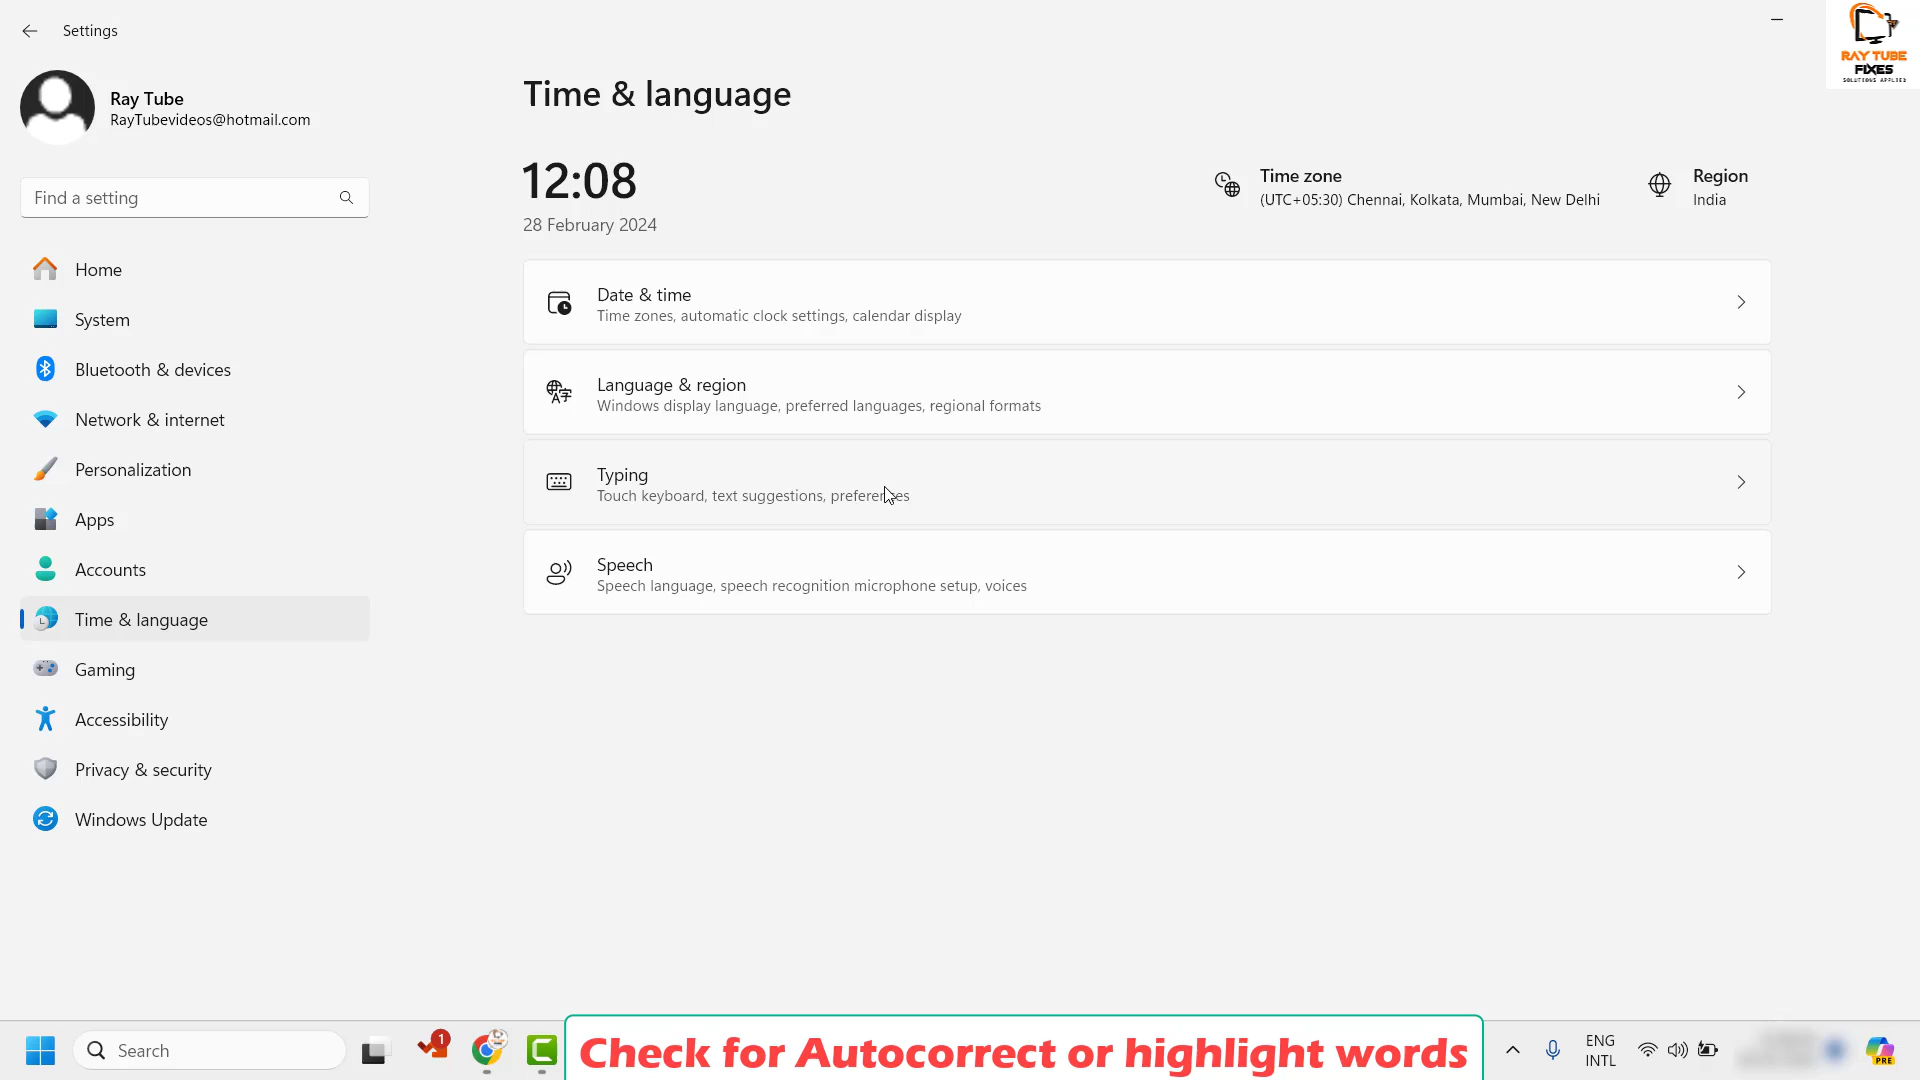 Settings
RAY TUBE
FIXES
SOLUTIONS APPLIED
Ray Tube
RayTubevideos@hotmail.com
Find a setting
Home
System
Bluetooth & devices
Network & internet
Personalization
Apps
Accounts
Time & language
Gaming
Accessibility
Privacy & security
Windows Update
Time & language
12:08
28 February 2024
Time zone
(UTC+05:30) Chennai, Kolkata, Mumbai, New Delhi
Region
India
Date & time
Time zones, automatic clock settings, calendar display
Language & region
Windows display language, preferred languages, regional formats
Typing
Touch keyboard, text suggestions, preferences
Speech
Speech language, speech recognition microphone setup, voices
Search
1
Check for Autocorrect or highlight words
ENG
INTL
PRE